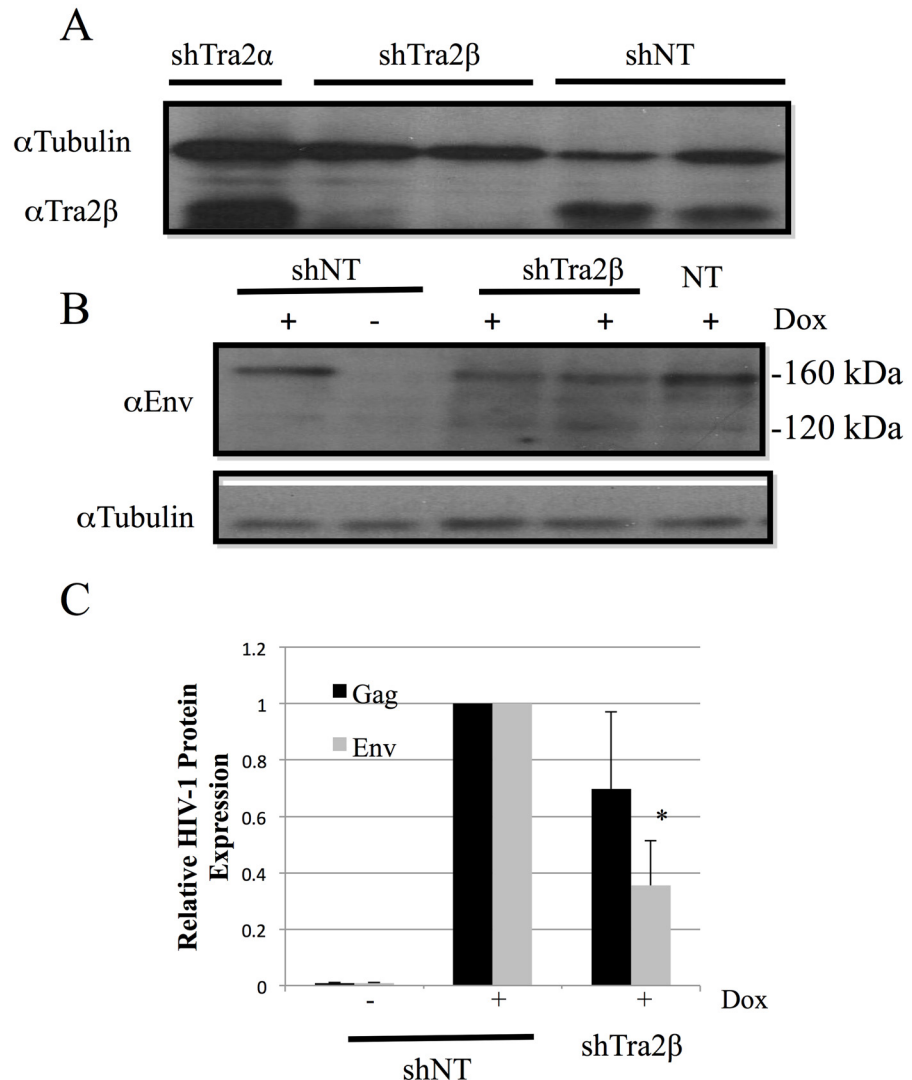 A
shTra2α shTra2β shNT
αTubulin
αTra2β
B
shNT shTra2β NT
+ - + + + Dox
αEnv
-160 kDa
-120 kDa
αTubulin
C
Relative HIV-1 Protein
Expression
1.2
1
0.8
0.6
0.4
0.2
0
Gag
Env
*
- + + Dox
shNT shTra2β